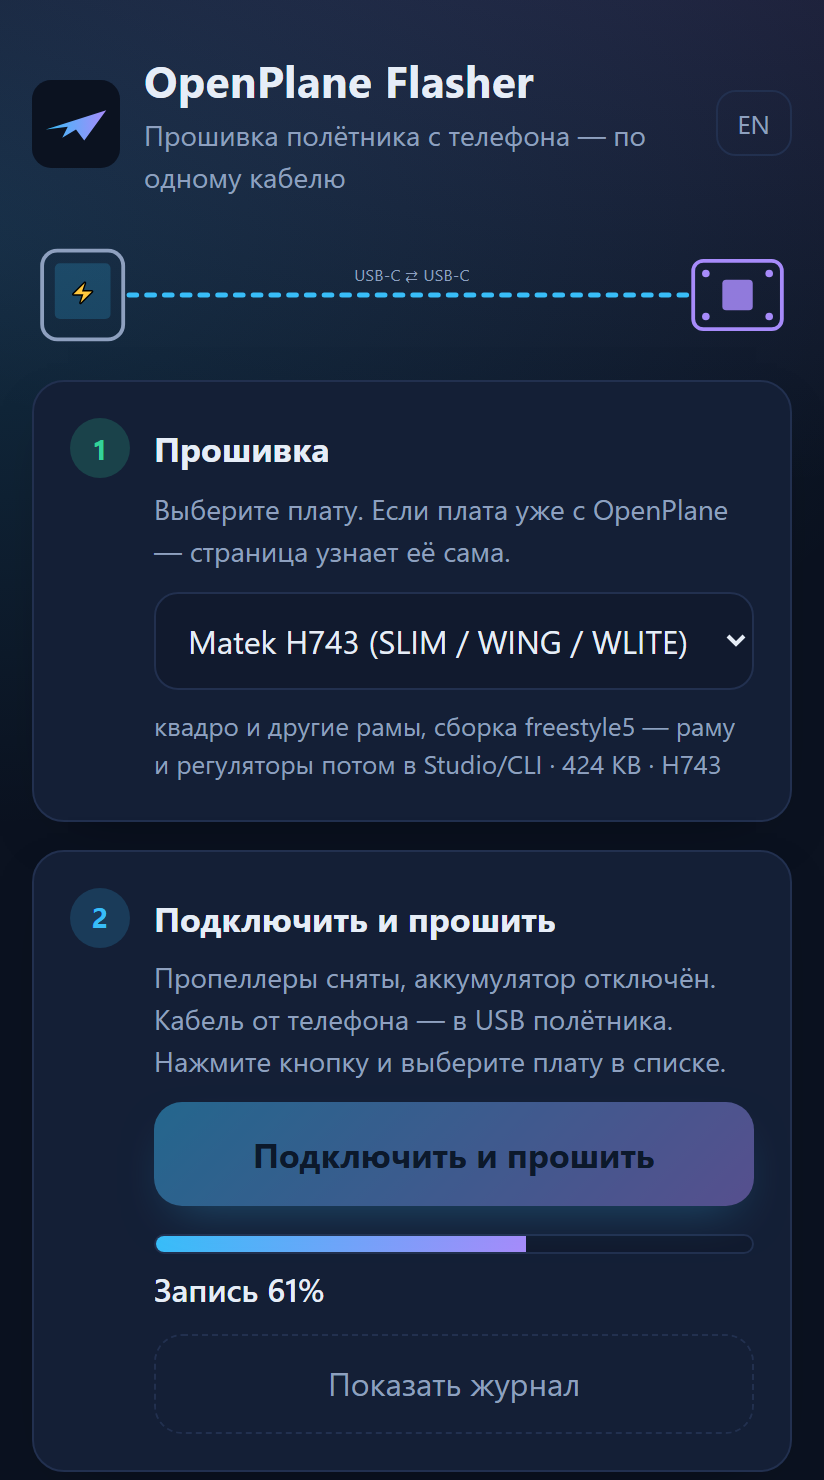 OpenPlane Flasher
Прошивка полётника с телефона — по
одному кабелю
EN
USB-C ⇄ USB-C
1
Прошивка
Выберите плату. Если плата уже с OpenPlane
— страница узнает её сама.
Matek H743 (SLIM / WING / WLITE)
квадро и другие рамы, сборка freestyle5 — раму
и регуляторы потом в Studio/CLI · 424 KB · H743
2
Подключить и прошить
Пропеллеры сняты, аккумулятор отключён.
Кабель от телефона — в USB полётника.
Нажмите кнопку и выберите плату в списке.
Подключить и прошить
Запись 61%
Показать журнал